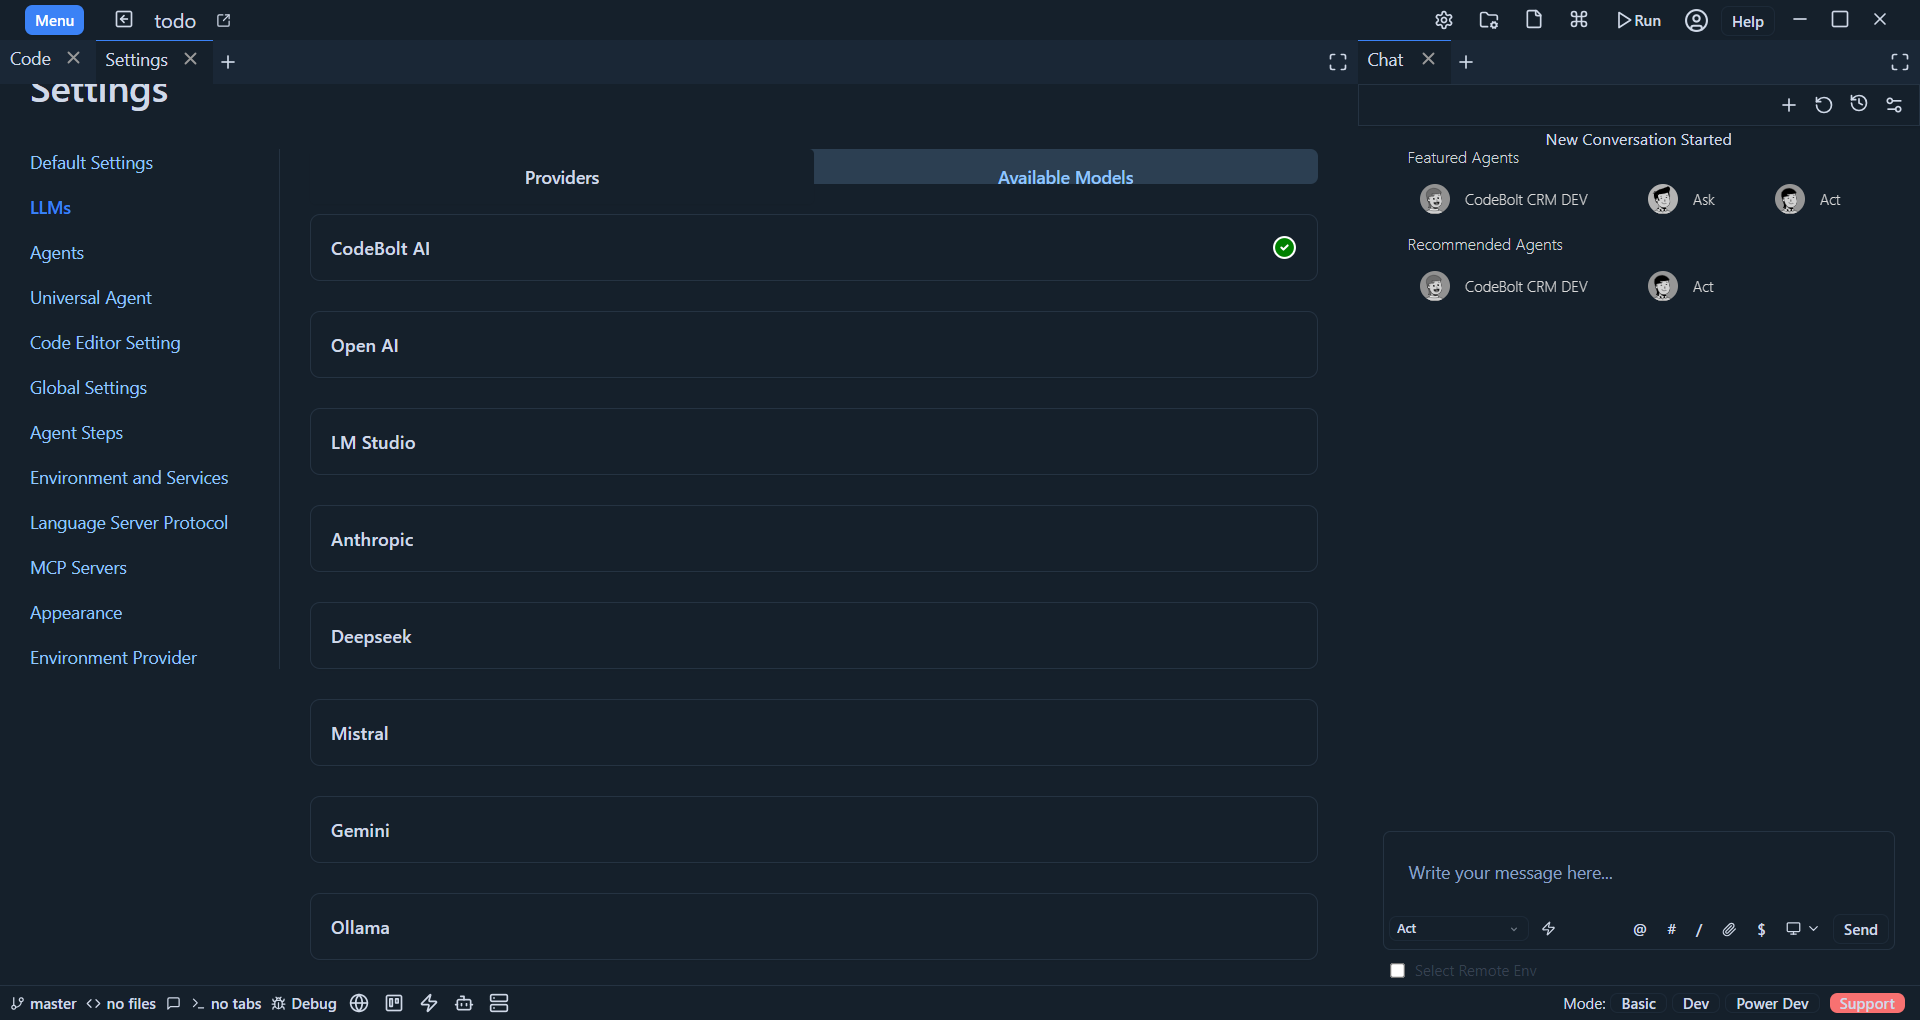 Menu todo Run Help
Code Settings Chat
Settings
Default Settings
LLMs
Agents
Universal Agent
Code Editor Setting
Global Settings
Agent Steps
Environment and Services
Language Server Protocol
MCP Servers
Appearance
Environment Provider
Providers Available Models
CodeBolt AI
Open AI
LM Studio
Anthropic
Deepseek
Mistral
Gemini
Ollama
New Conversation Started
Featured Agents
CodeBolt CRM DEV Ask Act
Recommended Agents
CodeBolt CRM DEV Act
Write your message here...
Act @ # / $ Send
Select Remote Env
master no files no tabs Debug Mode: Basic Dev Power Dev Support